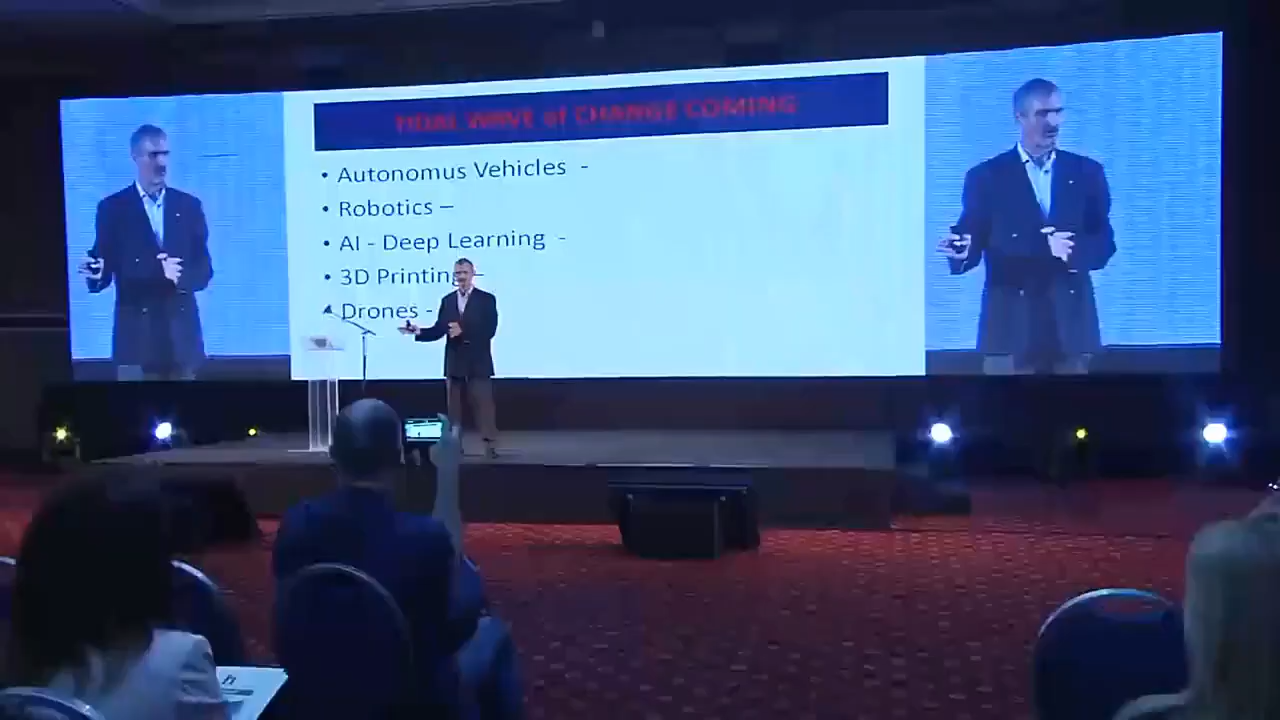 TIDAL WAVE of CHANGE COMING
• Autonomus Vehicles -
• Robotics –
• AI - Deep Learning -
• 3D Printing –
• Drones -